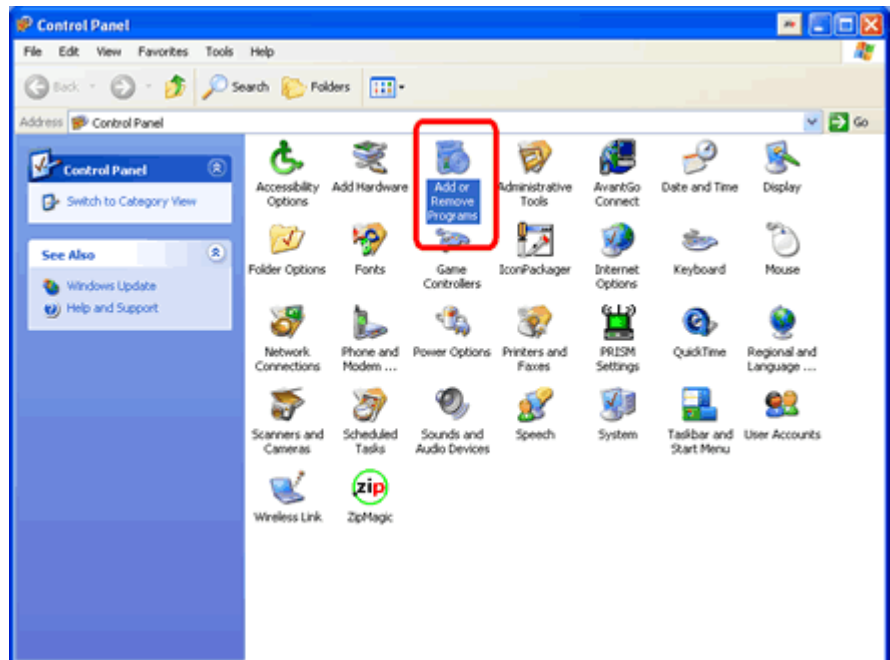 Control Panel
File Edit View Favorites Tools Help
Back Search Folders
Address Control Panel Go
Control Panel
Switch to Category View
See Also
Windows Update
Help and Support
Accessibility Options
Add Hardware
Add or Remove Programs
Administrative Tools
AvantGo Connect
Date and Time
Display
Folder Options
Fonts
Game Controllers
IconPackager
Internet Options
Keyboard
Mouse
Network Connections
Phone and Modem ...
Power Options
Printers and Faxes
PRISM Settings
QuickTime
Regional and Language ...
Scanners and Cameras
Scheduled Tasks
Sounds and Audio Devices
Speech
System
Taskbar and Start Menu
User Accounts
Wireless Link
zip
ZipMagic